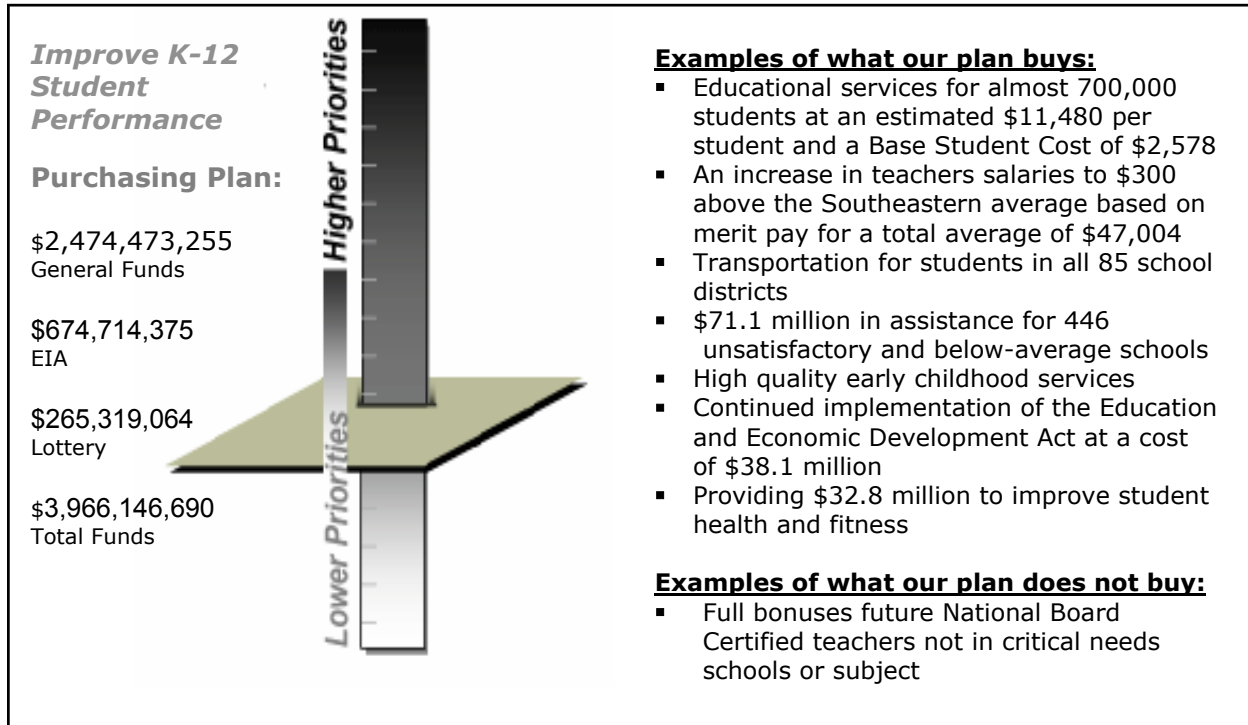 Improve K-12
Student
Performance
Purchasing Plan:
$2,474,473,255
General Funds
$674,714,375
EIA
$265,319,064
Lottery
$3,966,146,690
Total Funds
Higher Priorities
Lower Priorities
Examples of what our plan buys:
▪ Educational services for almost 700,000
students at an estimated $11,480 per
student and a Base Student Cost of $2,578
▪ An increase in teachers salaries to $300
above the Southeastern average based on
merit pay for a total average of $47,004
▪ Transportation for students in all 85 school
districts
▪ $71.1 million in assistance for 446
unsatisfactory and below-average schools
▪ High quality early childhood services
▪ Continued implementation of the Education
and Economic Development Act at a cost
of $38.1 million
▪ Providing $32.8 million to improve student
health and fitness
Examples of what our plan does not buy:
▪ Full bonuses future National Board
Certified teachers not in critical needs
schools or subject